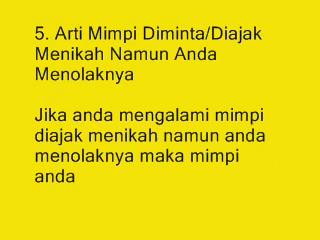 5. Arti Mimpi Diminta/Diajak
Menikah Namun Anda
Menolaknya
Jika anda mengalami mimpi
diajak menikah namun anda
menolaknya maka mimpi
anda